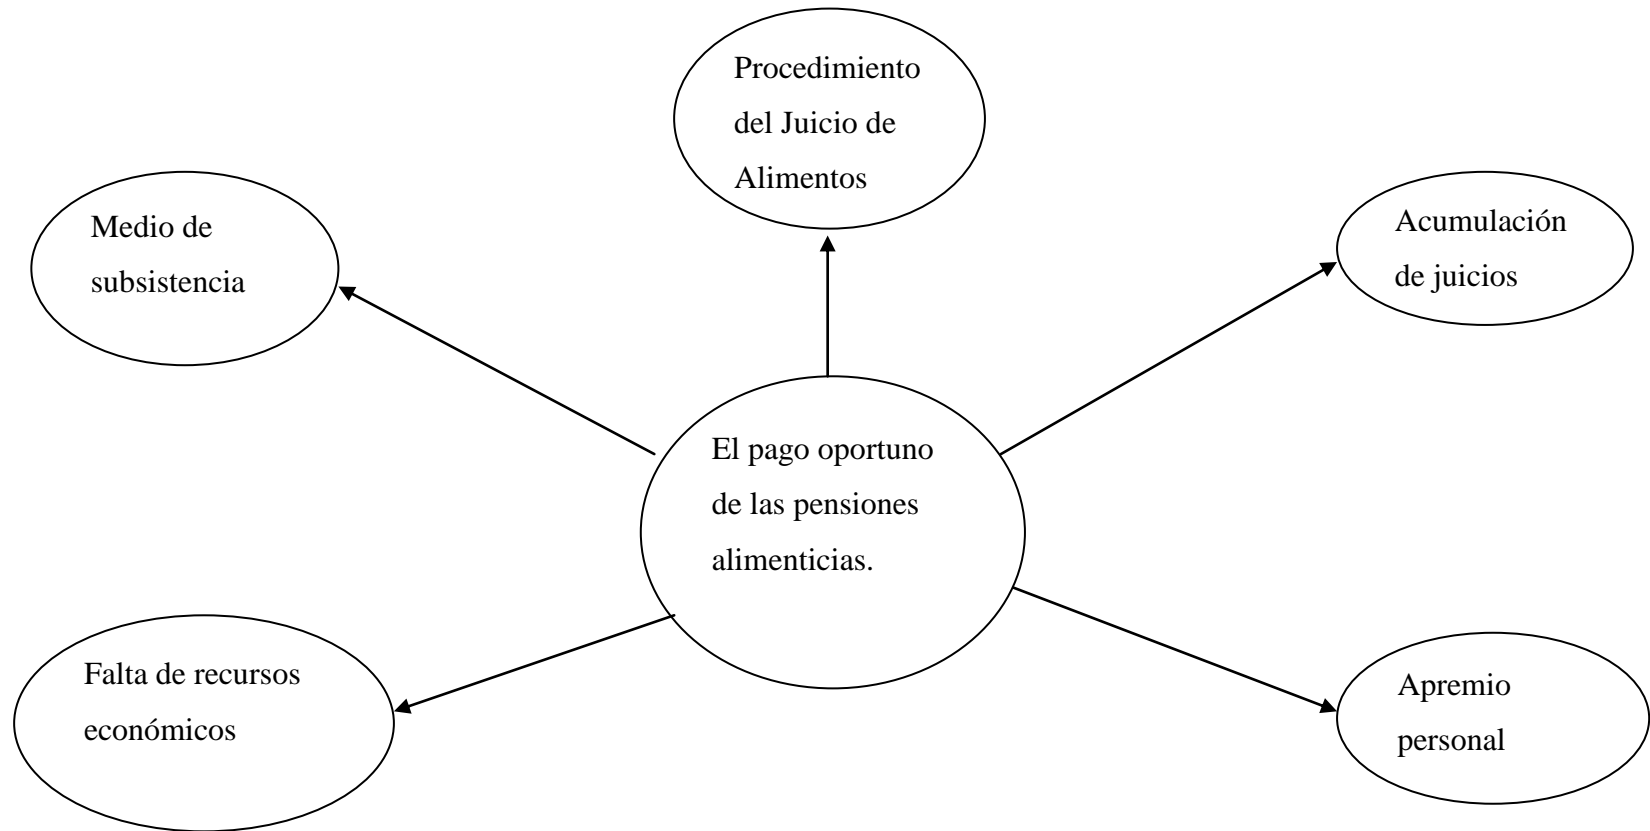 Procedimiento
del Juicio de
Alimentos
Medio de
subsistencia
Acumulación
de juicios
El pago oportuno
de las pensiones
alimenticias.
Falta de recursos
económicos
Apremio
personal